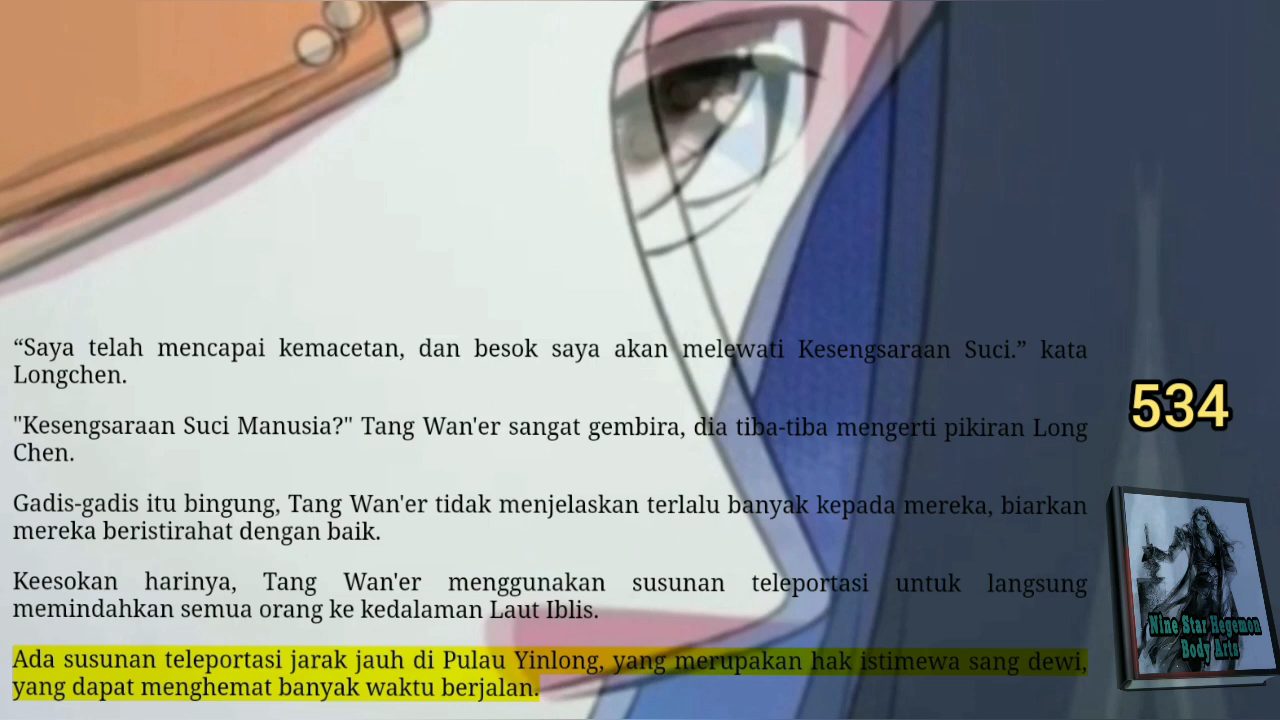 “Saya telah mencapai kemacetan, dan besok saya akan melewati Kesengsaraan Suci.” kata
Longchen.
"Kesengsaraan Suci Manusia?" Tang Wan'er sangat gembira, dia tiba-tiba mengerti pikiran Long
Chen.
Gadis-gadis itu bingung, Tang Wan'er tidak menjelaskan terlalu banyak kepada mereka, biarkan
mereka beristirahat dengan baik.
Keesokan harinya, Tang Wan'er menggunakan susunan teleportasi untuk langsung
memindahkan semua orang ke kedalaman Laut Iblis.
Ada susunan teleportasi jarak jauh di Pulau Yinlong, yang merupakan hak istimewa sang dewi,
yang dapat menghemat banyak waktu berjalan.
534
Nine Star Hegemon
Body Arts